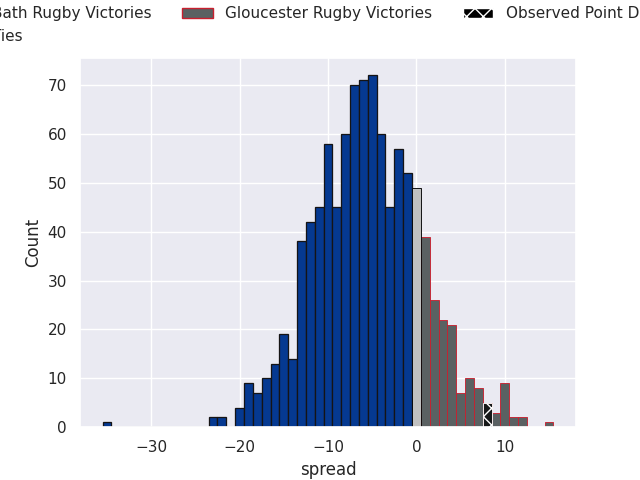 Bath Rugby Victories Gloucester Rugby Victories Observed Point D
Ties
70
60
50
40
30
20
10
0
Count
−30 −20 −10 0 10
spread